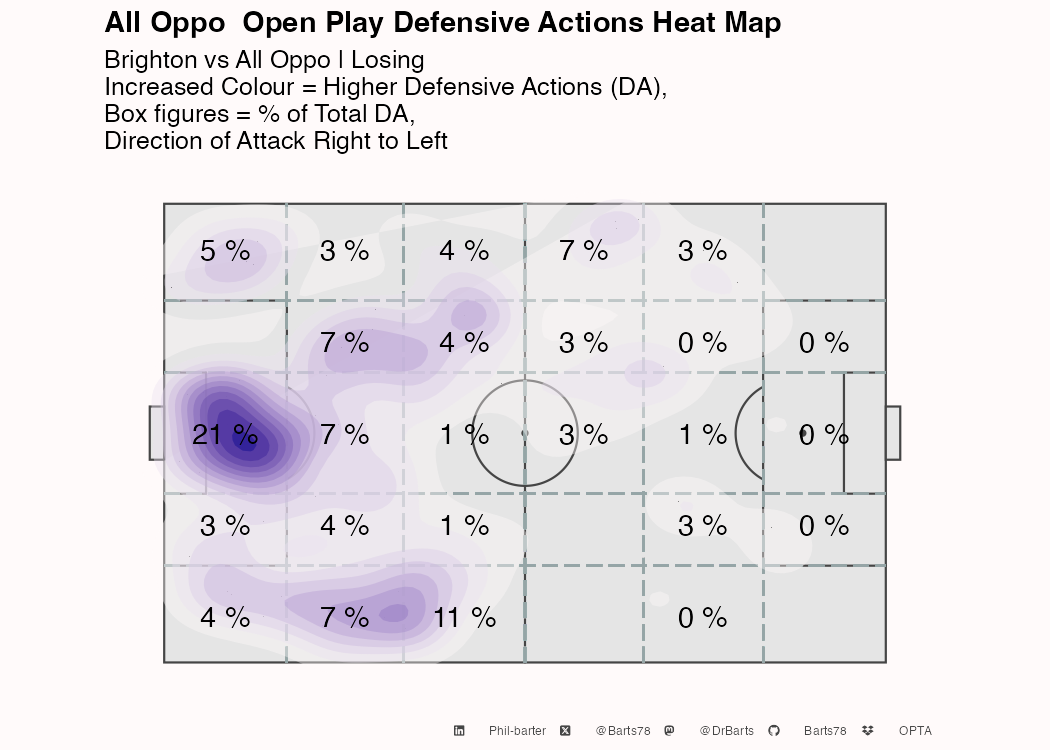 All Oppo  Open Play Defensive Actions Heat Map
Brighton vs All Oppo | Losing
Increased Colour = Higher Defensive Actions (DA),
Box figures = % of Total DA,
Direction of Attack Right to Left
5 % 3 % 4 % 7 % 3 %
7 % 4 % 3 % 0 % 0 %
21 % 7 % 1 % 3 % 1 % 0 %
3 % 4 % 1 % 3 % 0 %
4 % 7 % 11 % 0 %
Phil-barter @Barts78 @DrBarts Barts78 OPTA